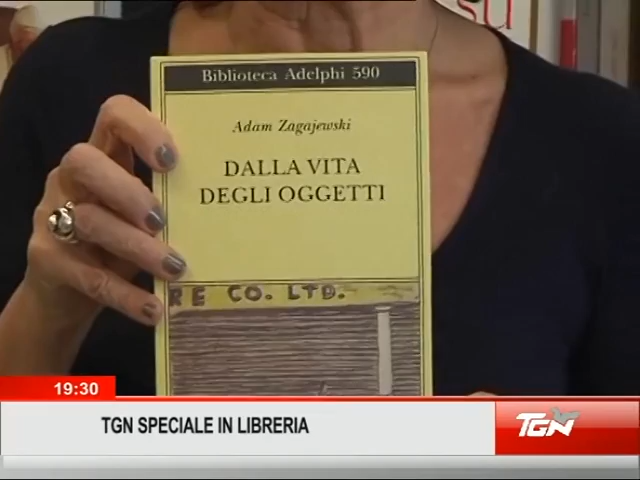 su
Biblioteca Adelphi 590
Adam Zagajewski
DALLA VITA
DEGLI OGGETTI
RE CO. LTD.
19:30
TGN SPECIALE IN LIBRERIA
TGN